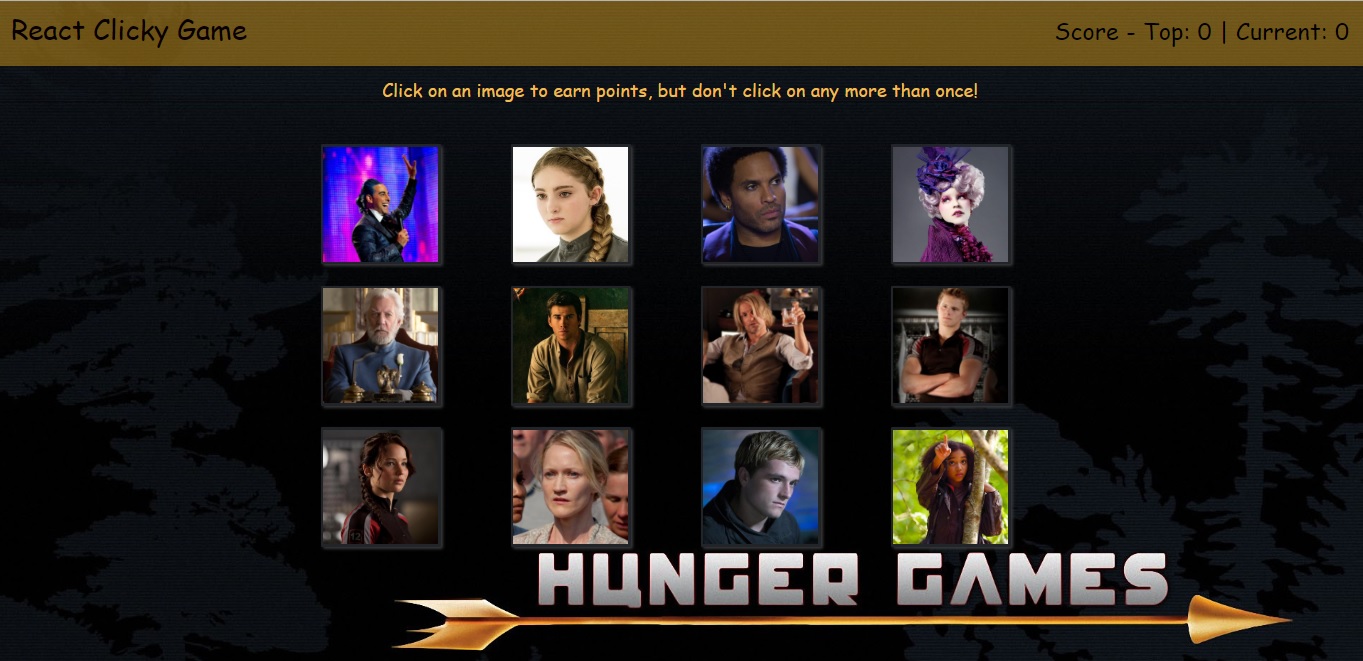 React Clicky Game
Score - Top: 0 | Current: 0
Click on an image to earn points, but don't click on any more than once!
12
HUNGER GAMES